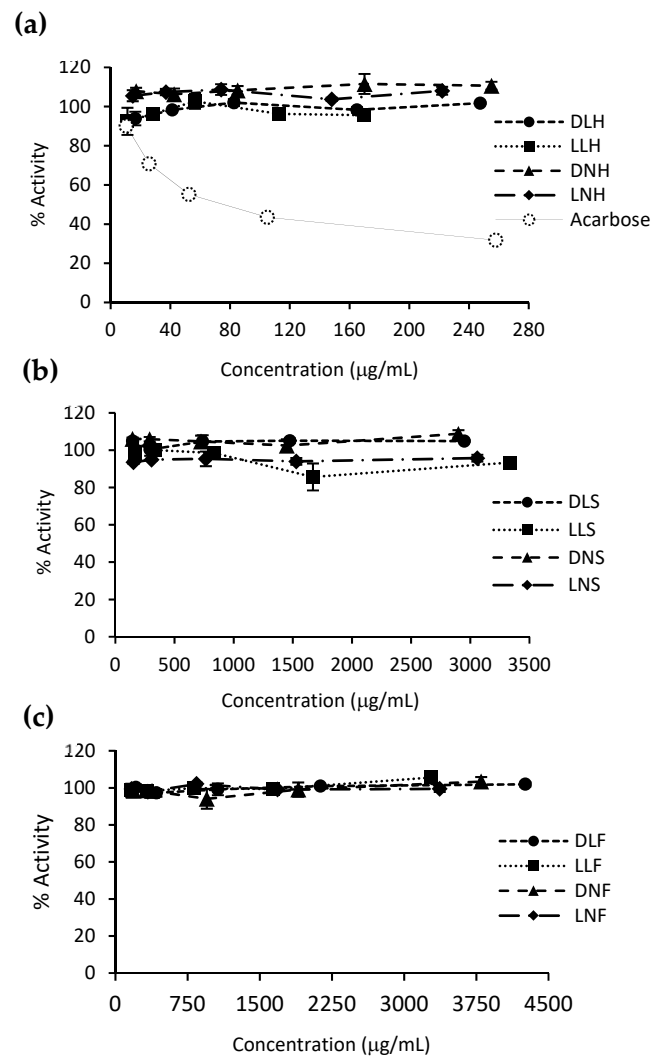 (a)
120
100
80
60
40
20
0
% Activity
0
40
80
120
160
200
240
280
Concentration (µg/mL)
DLH
LLH
DNH
LNH
Acarbose
(b)
120
100
80
60
40
20
0
% Activity
0
500
1000
1500
2000
2500
3000
3500
Concentration (µg/mL)
DLS
LLS
DNS
LNS
(c)
120
100
80
60
40
20
0
% Activity
0
750
1500
2250
3000
3750
4500
Concentration (µg/mL)
DLF
LLF
DNF
LNF